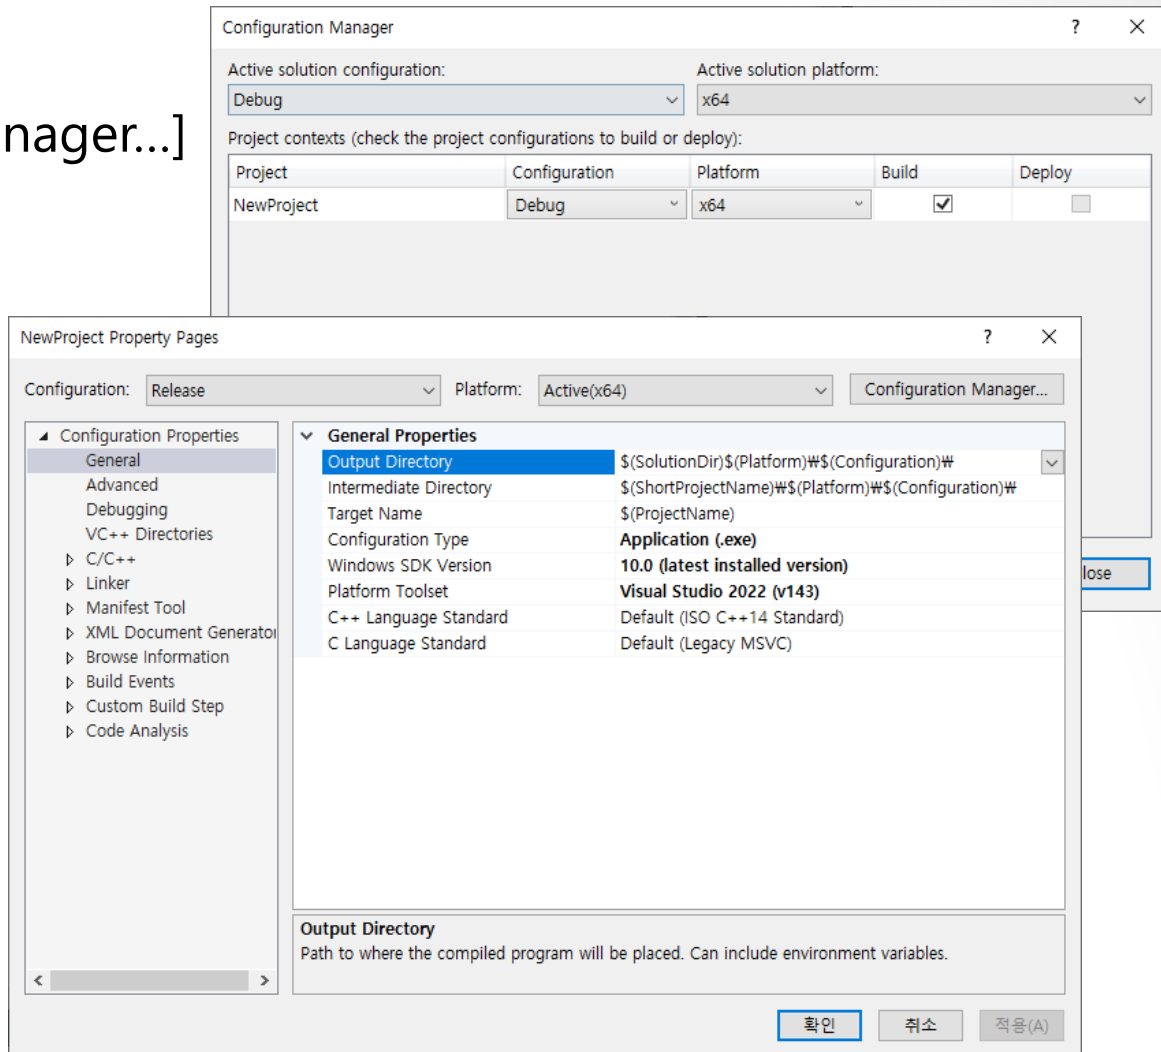 nager...]
Configuration Manager
?
Active solution configuration:
Active solution platform:
Debug
x64
Project contexts (check the project configurations to build or deploy):
Project Configuration Platform Build Deploy
NewProject Debug x64
lose
NewProject Property Pages
?
Configuration: Release Platform: Active(x64) Configuration Manager...
Configuration Properties
General
Advanced
Debugging
VC++ Directories
C/C++
Linker
Manifest Tool
XML Document Generator
Browse Information
Build Events
Custom Build Step
Code Analysis
General Properties
Output Directory $(SolutionDir)$(Platform)₩$(Configuration)₩
Intermediate Directory $(ShortProjectName)₩$(Platform)₩$(Configuration)₩
Target Name $(ProjectName)
Configuration Type Application (.exe)
Windows SDK Version 10.0 (latest installed version)
Platform Toolset Visual Studio 2022 (v143)
C++ Language Standard Default (ISO C++14 Standard)
C Language Standard Default (Legacy MSVC)
Output Directory
Path to where the compiled program will be placed. Can include environment variables.
확인 취소 적용(A)